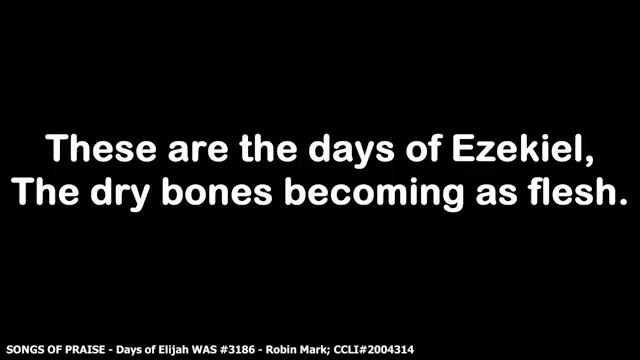 These are the days of Ezekiel,
The dry bones becoming as flesh.
SONGS OF PRAISE - Days of Elijah WAS #3186 - Robin Mark; CCLI#2004314